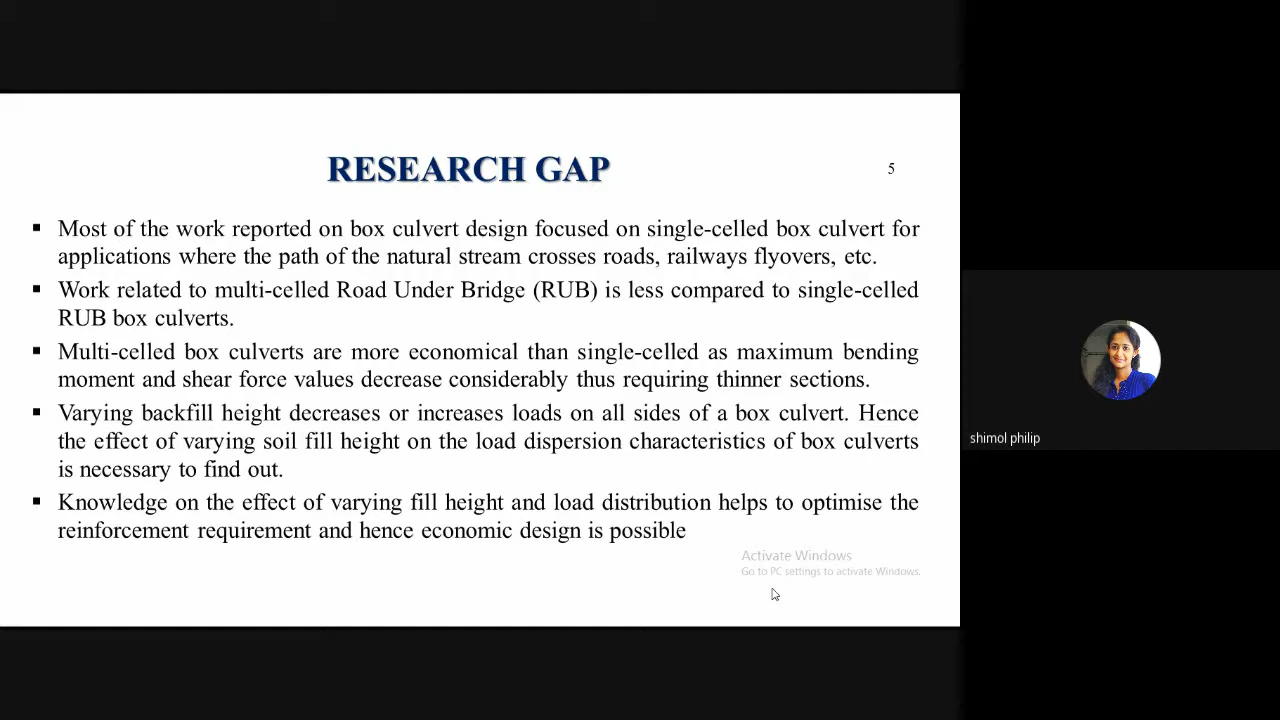 RESEARCH GAP
5
▪ Most of the work reported on box culvert design focused on single-celled box culvert for
applications where the path of the natural stream crosses roads, railways flyovers, etc.
▪ Work related to multi-celled Road Under Bridge (RUB) is less compared to single-celled
RUB box culverts.
▪ Multi-celled box culverts are more economical than single-celled as maximum bending
moment and shear force values decrease considerably thus requiring thinner sections.
▪ Varying backfill height decreases or increases loads on all sides of a box culvert. Hence
the effect of varying soil fill height on the load dispersion characteristics of box culverts
is necessary to find out.
▪ Knowledge on the effect of varying fill height and load distribution helps to optimise the
reinforcement requirement and hence economic design is possible
Activate Windows
Go to PC settings to activate Windows.
shimol philip